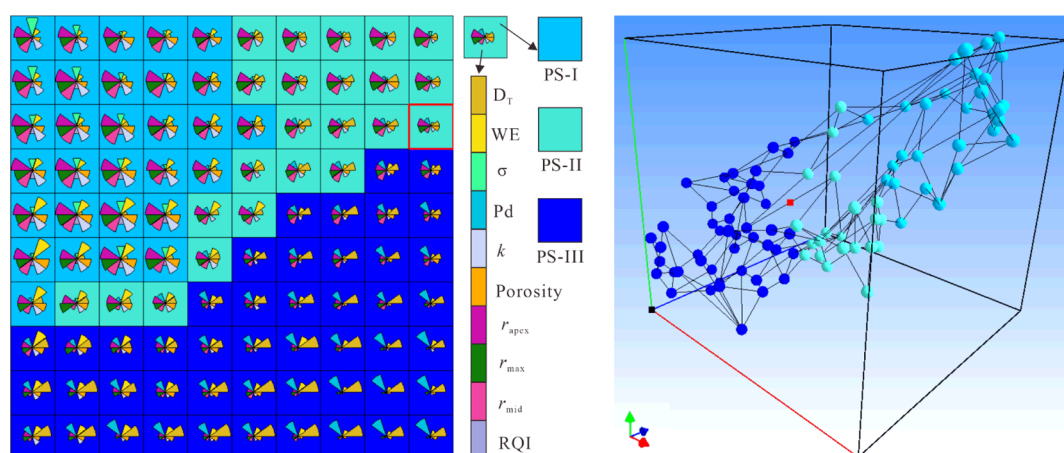 PS-I
D_T
WE
σ
PS-II
Pd
k
PS-III
Porosity
r_apex
r_max
r_mid
RQI